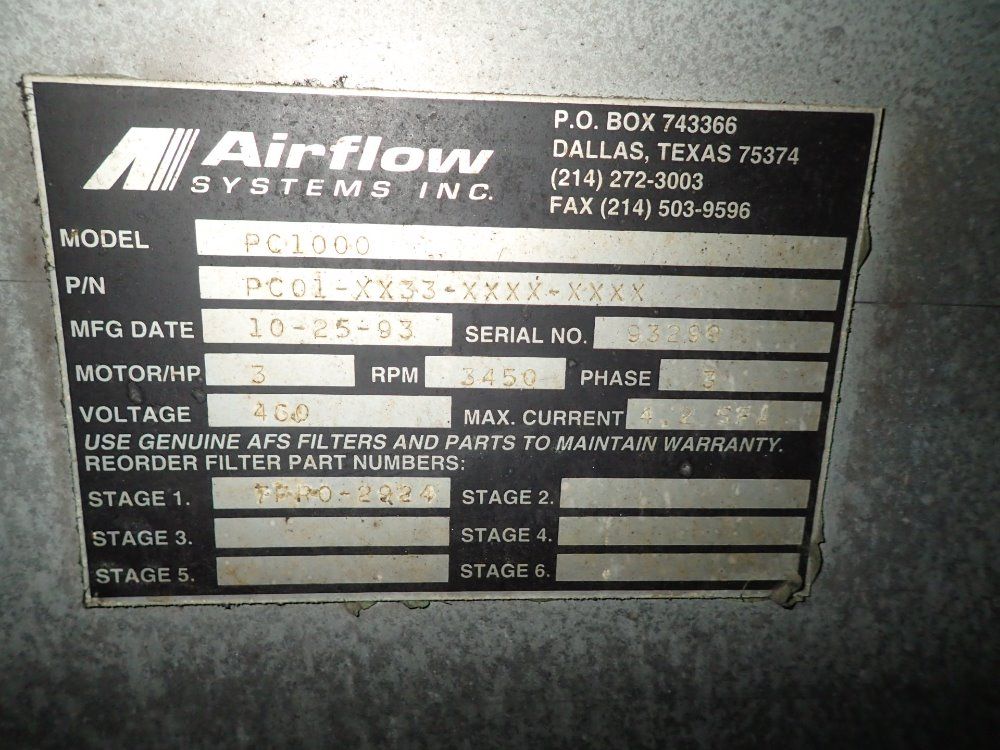 Airflow
SYSTEMS INC.
P.O. BOX 743366
DALLAS, TEXAS 75374
(214) 272-3003
FAX (214) 503-9596
MODEL PC1000
P/N PC01-XX33-XXXX-XXXX
MFG DATE 10-25-93 SERIAL NO. 93299
MOTOR/HP 3 RPM 3450 PHASE 3
VOLTAGE 460 MAX. CURRENT 4.2
USE GENUINE AFS FILTERS AND PARTS TO MAINTAIN WARRANTY.
REORDER FILTER PART NUMBERS:
STAGE 1. STAGE 2.
STAGE 3. STAGE 4.
STAGE 5. STAGE 6.